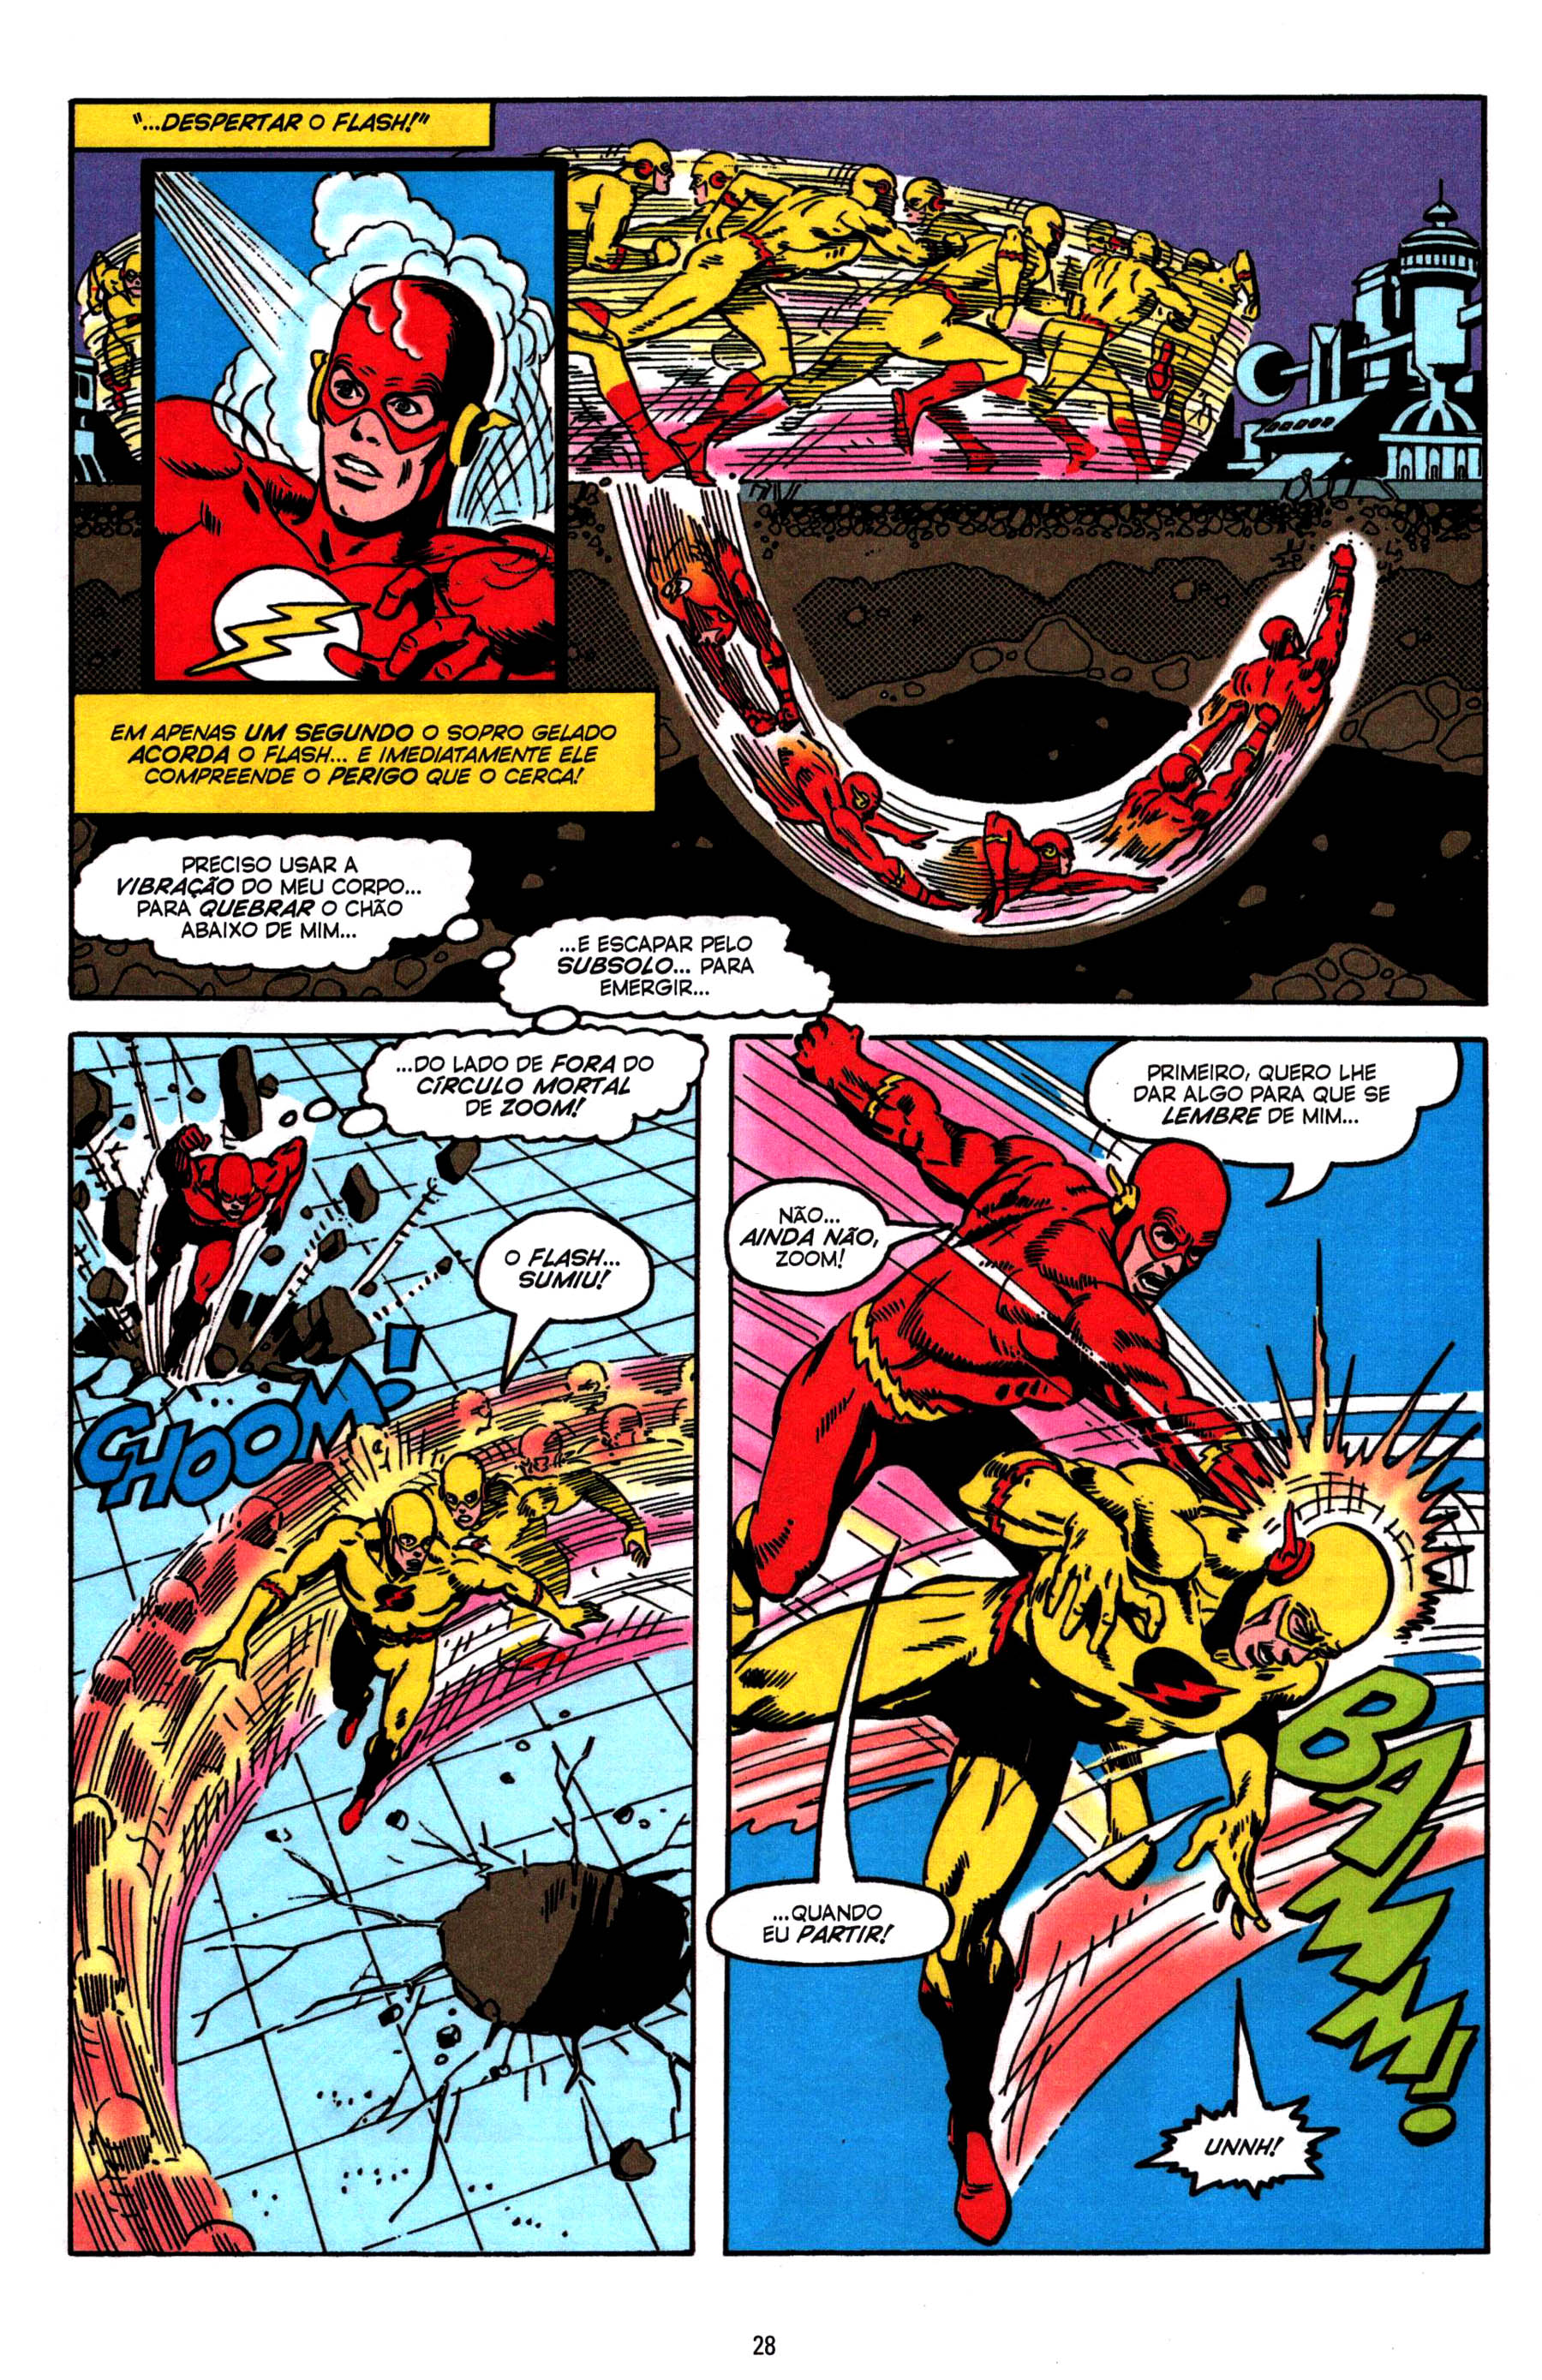 "...DESPERTAR O FLASH!"
EM APENAS UM SEGUNDO O SOPRO GELADO
ACORDA O FLASH... E IMEDIATAMENTE ELE
COMPREENDE O PERIGO QUE O CERCA!
PRECISO USAR A
VIBRAÇÃO DO MEU CORPO...
PARA QUEBRAR O CHÃO
ABAIXO DE MIM...
...E ESCAPAR PELO
SUBSOLO... PARA
EMERGIR...
...DO LADO DE FORA DO
CÍRCULO MORTAL
DE ZOOM!
O FLASH...
SUMIU!
CHOOM!
PRIMEIRO, QUERO LHE
DAR ALGO PARA QUE SE
LEMBRE DE MIM...
NÃO...
AINDA NÃO,
ZOOM!
...QUANDO
EU PARTIR!
BAMM!
UNNH!
28